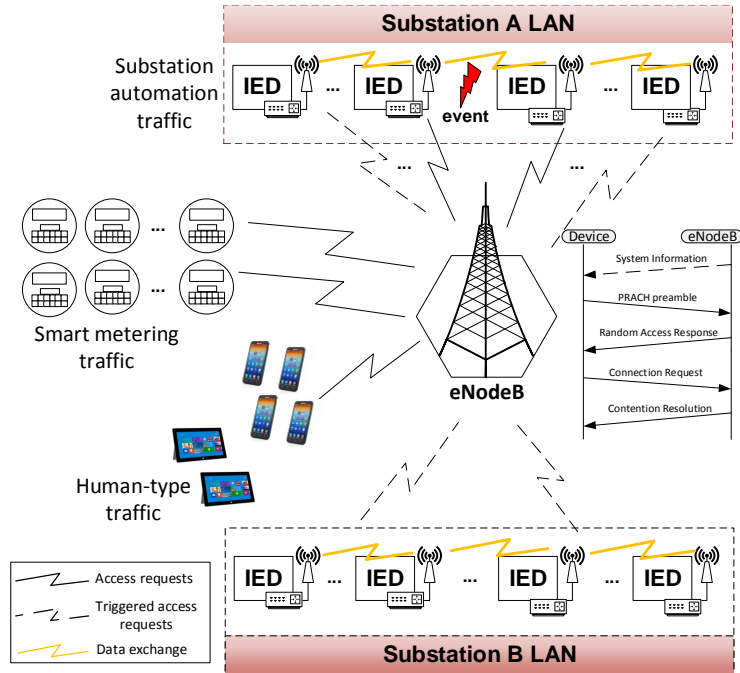 Substation A LAN
Substation
automation
traffic
IED
...
IED
event
IED
...
IED
...
...
...
...
Smart metering
traffic
eNodeB
Device
eNodeB
System Information
PRACH preamble
Random Access Response
Connection Request
Contention Resolution
Human-type
traffic
IED
...
IED
...
IED
...
IED
Substation B LAN
Access requests
Triggered access
requests
Data exchange